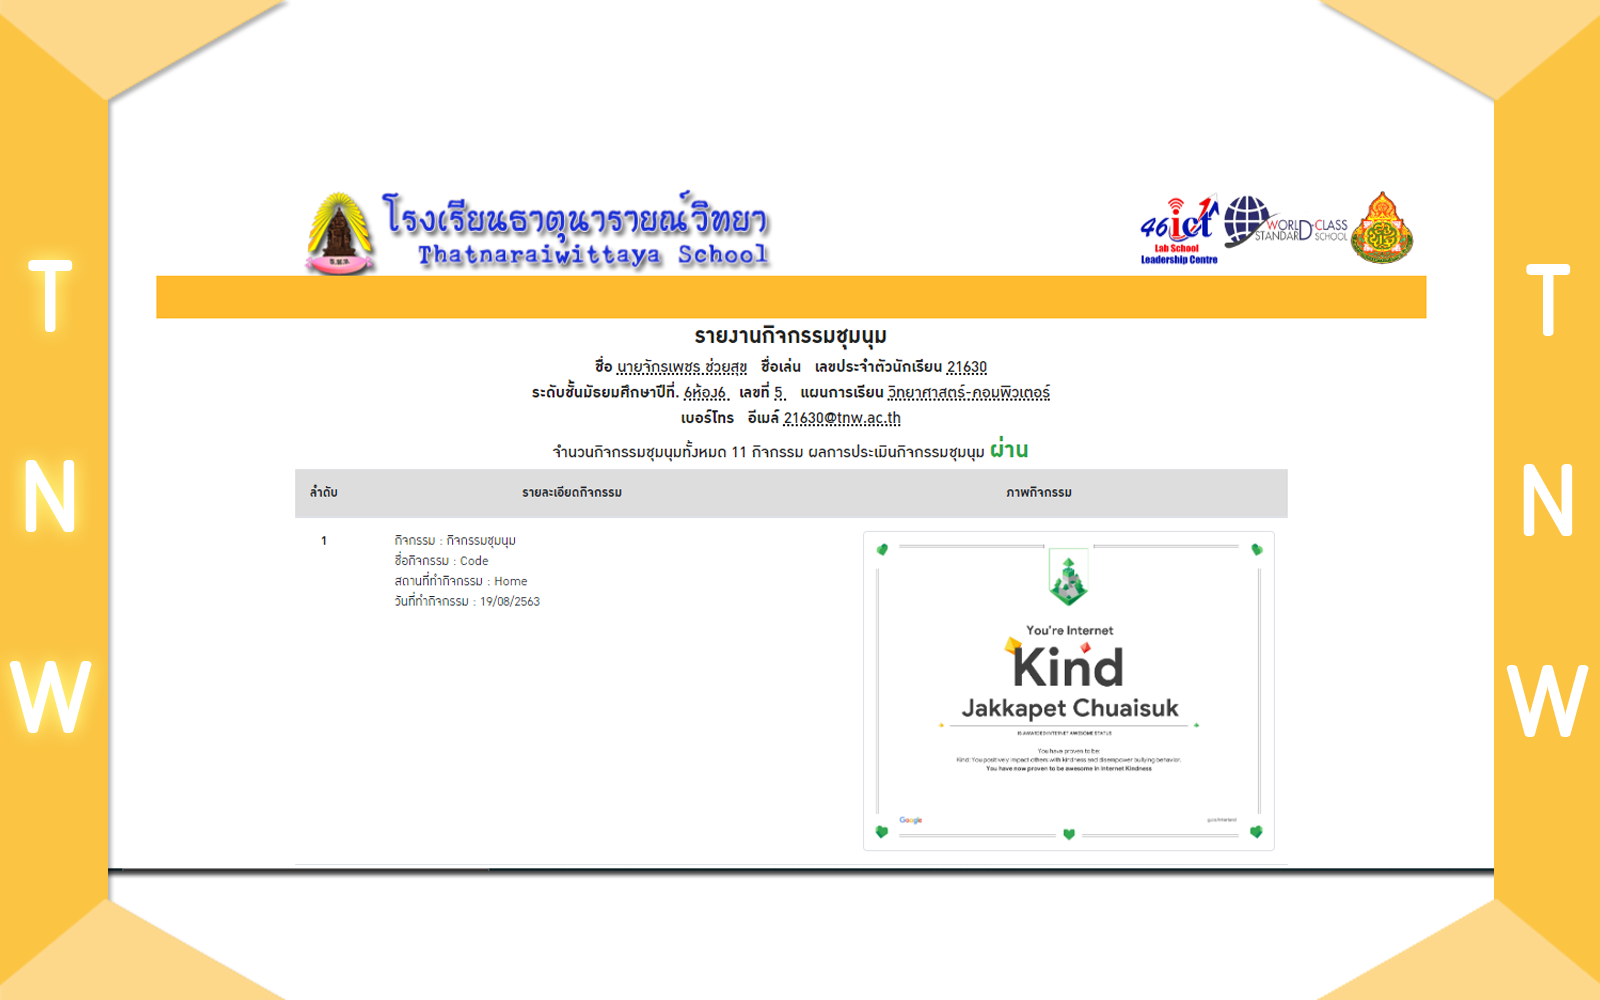 T
N
W
T
N
W
โรงเรียนธาตุนารายณ์วิทยา
Thatnaraiwittaya School
46 ict
Lab School
Leadership Centre
WORLD-CLASS
STANDARD SCHOOL
รายงานกิจกรรมชุมนุม
ชื่อ นายจักรเพชร ช่วยสุข ชื่อเล่น เลขประจำตัวนักเรียน 21630
ระดับชั้นมัธยมศึกษาปีที่. 6ห้อง6 เลขที่ 5 แผนการเรียน วิทยาศาสตร์-คอมพิวเตอร์
เบอร์โทร อีเมล์ 21630@tnw.ac.th
จำนวนกิจกรรมชุมนุมทั้งหมด 11 กิจกรรม ผลการประเมินกิจกรรมชุมนุม ผ่าน
ลำดับ รายละเอียดกิจกรรม ภาพกิจกรรม
1 กิจกรรม : กิจกรรมชุมนุม
ชื่อกิจกรรม : Code
สถานที่ทำกิจกรรม : Home
วันที่ทำกิจกรรม : 19/08/2563
You're Internet
Kind
Jakkapet Chuaisuk
IS AWARDED INTERNET AWESOME STATUS
You have proven to be:
Kind: You positively impact others with kindness and disempower bullying behavior.
You have now proven to be awesome in Internet Kindness
Google